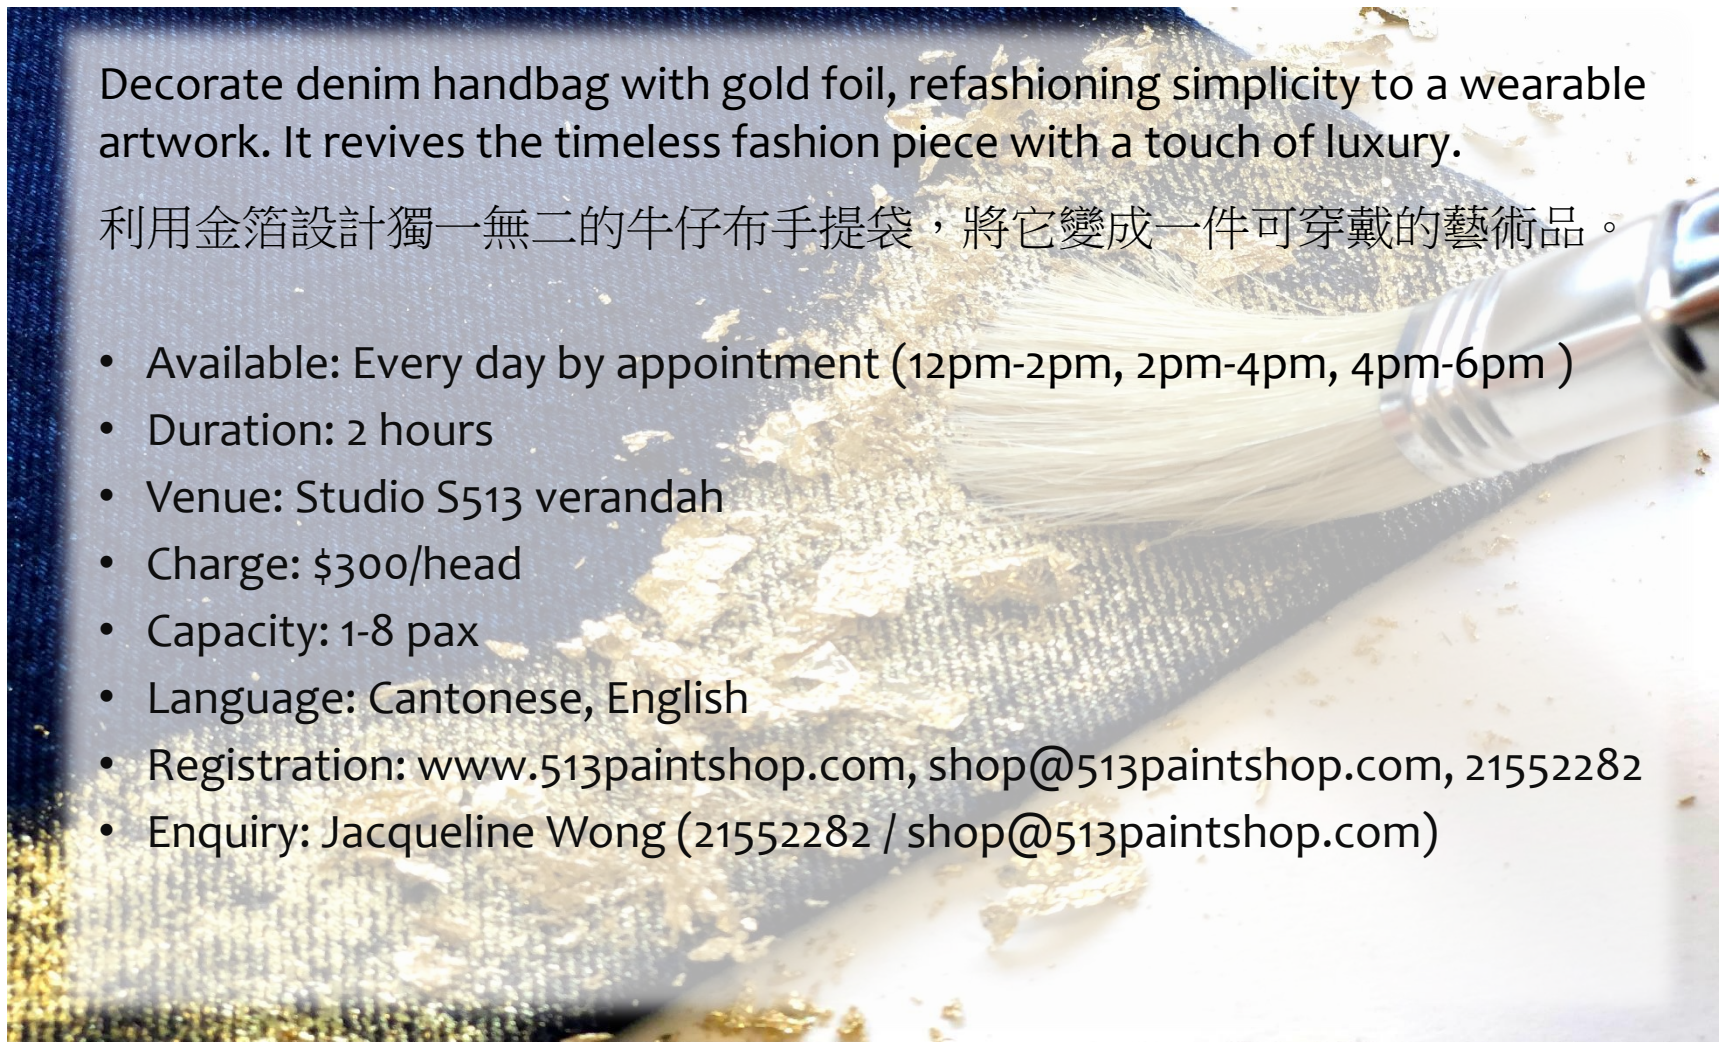 Decorate denim handbag with gold foil, refashioning simplicity to a wearable
artwork. It revives the timeless fashion piece with a touch of luxury.
利用金箔設計獨一無二的牛仔布手提袋，將它變成一件可穿戴的藝術品。
• Available: Every day by appointment (12pm-2pm, 2pm-4pm, 4pm-6pm )
• Duration: 2 hours
• Venue: Studio S513 verandah
• Charge: $300/head
• Capacity: 1-8 pax
• Language: Cantonese, English
• Registration: www.513paintshop.com, shop@513paintshop.com, 21552282
• Enquiry: Jacqueline Wong (21552282 / shop@513paintshop.com)